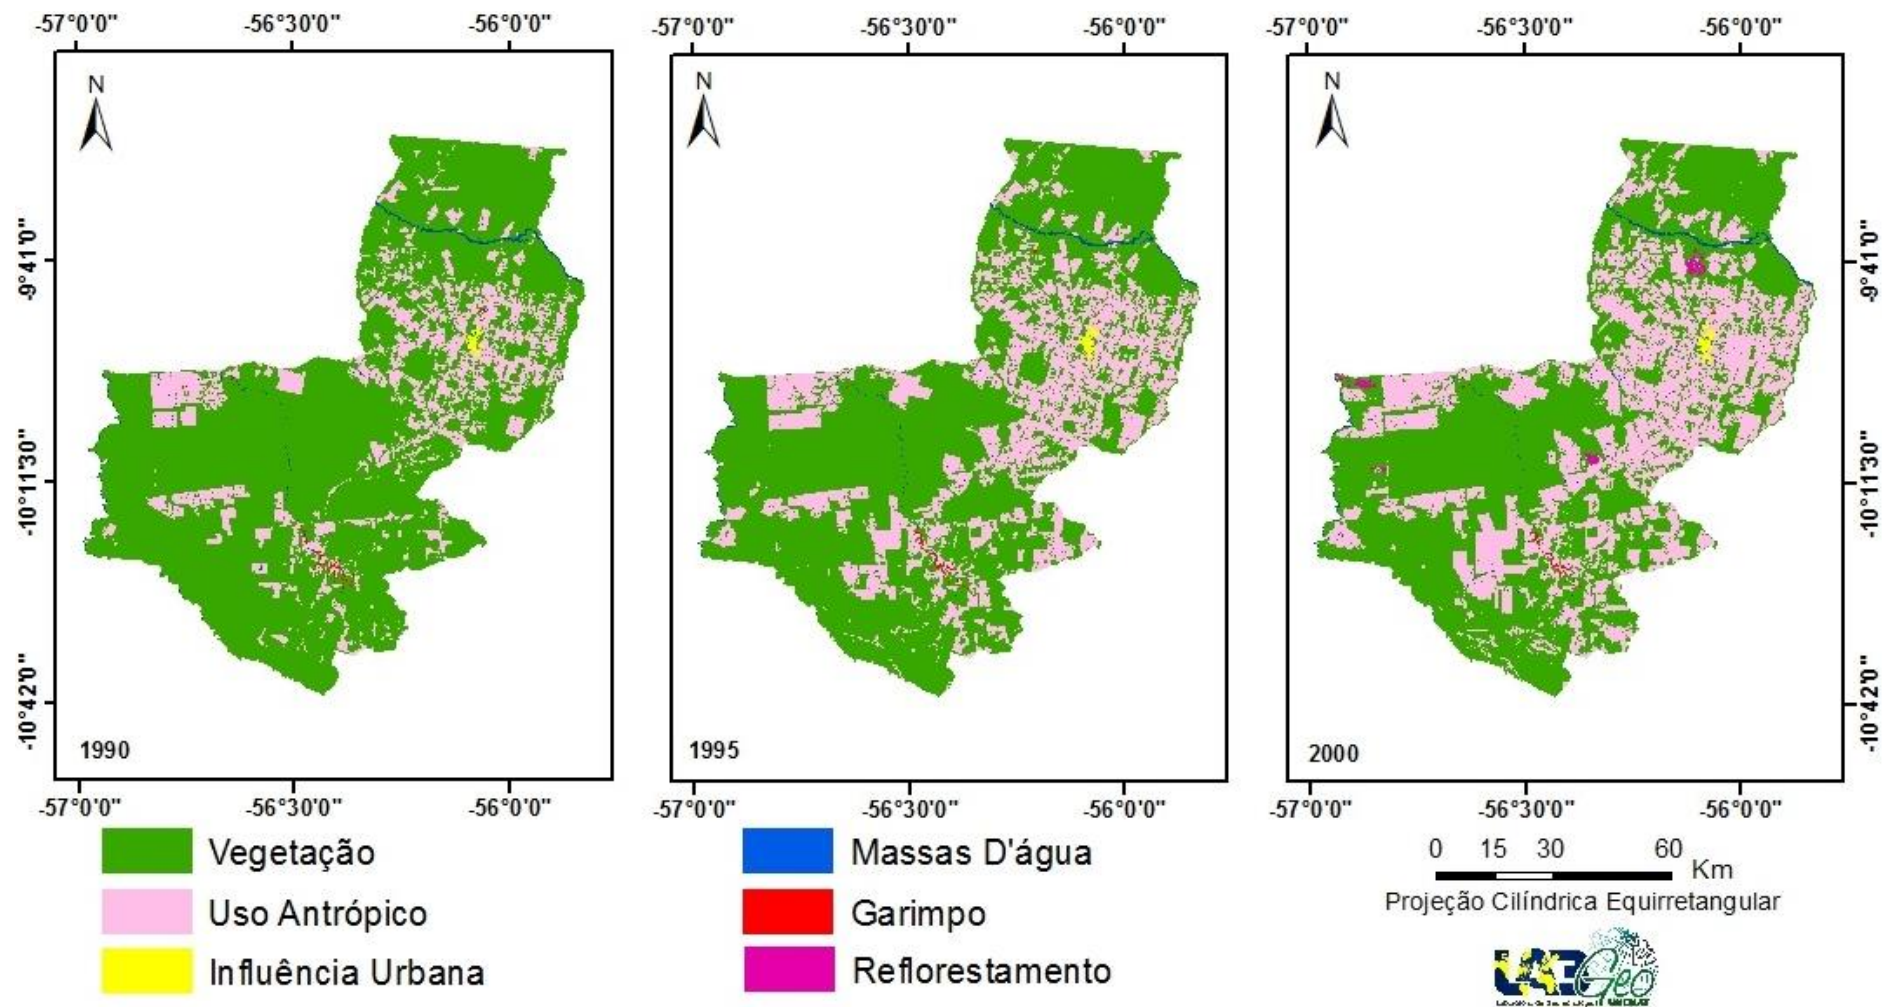 -57°0'0" -56°30'0" -56°0'0" -57°0'0" -56°30'0" -56°0'0" -57°0'0" -56°30'0" -56°0'0"
N N N
-9°41'0" -9°41'0"
-10°11'30" -10°11'30"
-10°42'0" -10°42'0"
1990 1995 2000
-57°0'0" -56°30'0" -56°0'0" -57°0'0" -56°30'0" -56°0'0" -57°0'0" -56°30'0" -56°0'0"
Vegetação
Uso Antrópico
Influência Urbana
Massas D'água
Garimpo
Reflorestamento
0 15 30 60
Km
Projeção Cilíndrica Equirretangular
LAB
Geo
UNEMAT